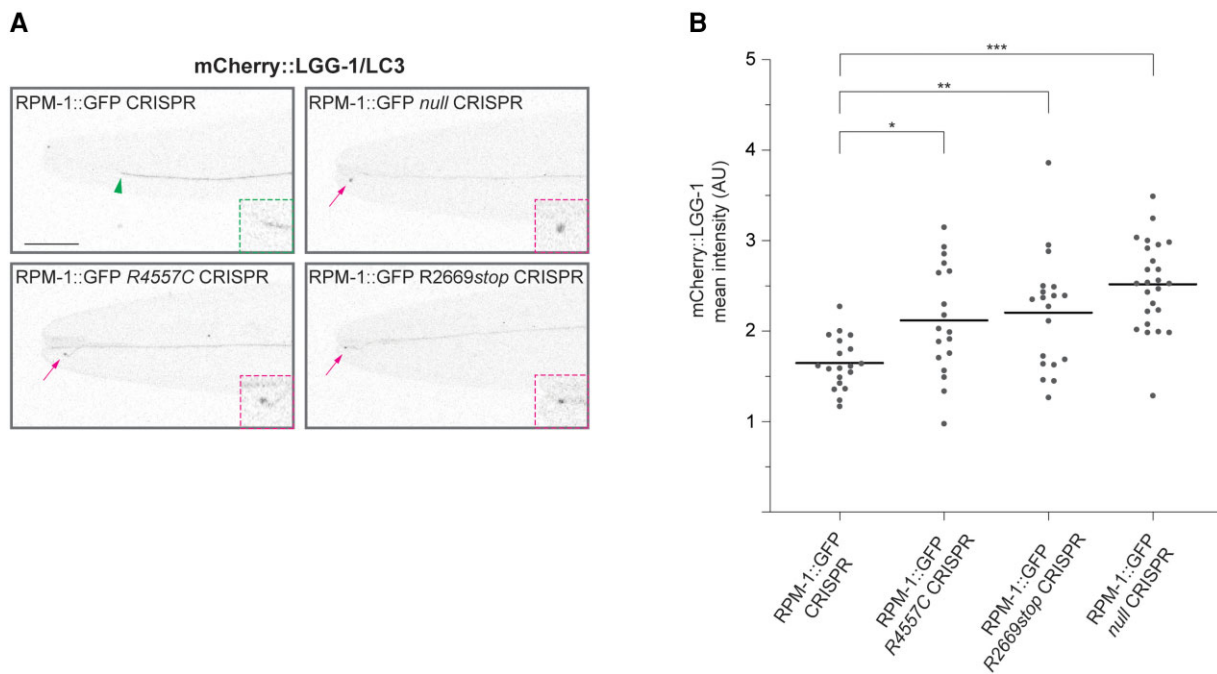 A
mCherry::LGG-1/LC3
RPM-1::GFP CRISPR
RPM-1::GFP null CRISPR
RPM-1::GFP R4557C CRISPR
RPM-1::GFP R2669stop CRISPR
B
mCherry::LGG-1
mean intensity (AU)
5
4
3
2
1
***
**
*
RPM-1::GFP
CRISPR
RPM-1::GFP
R4557C CRISPR
RPM-1::GFP
R2669stop CRISPR
RPM-1::GFP
null CRISPR